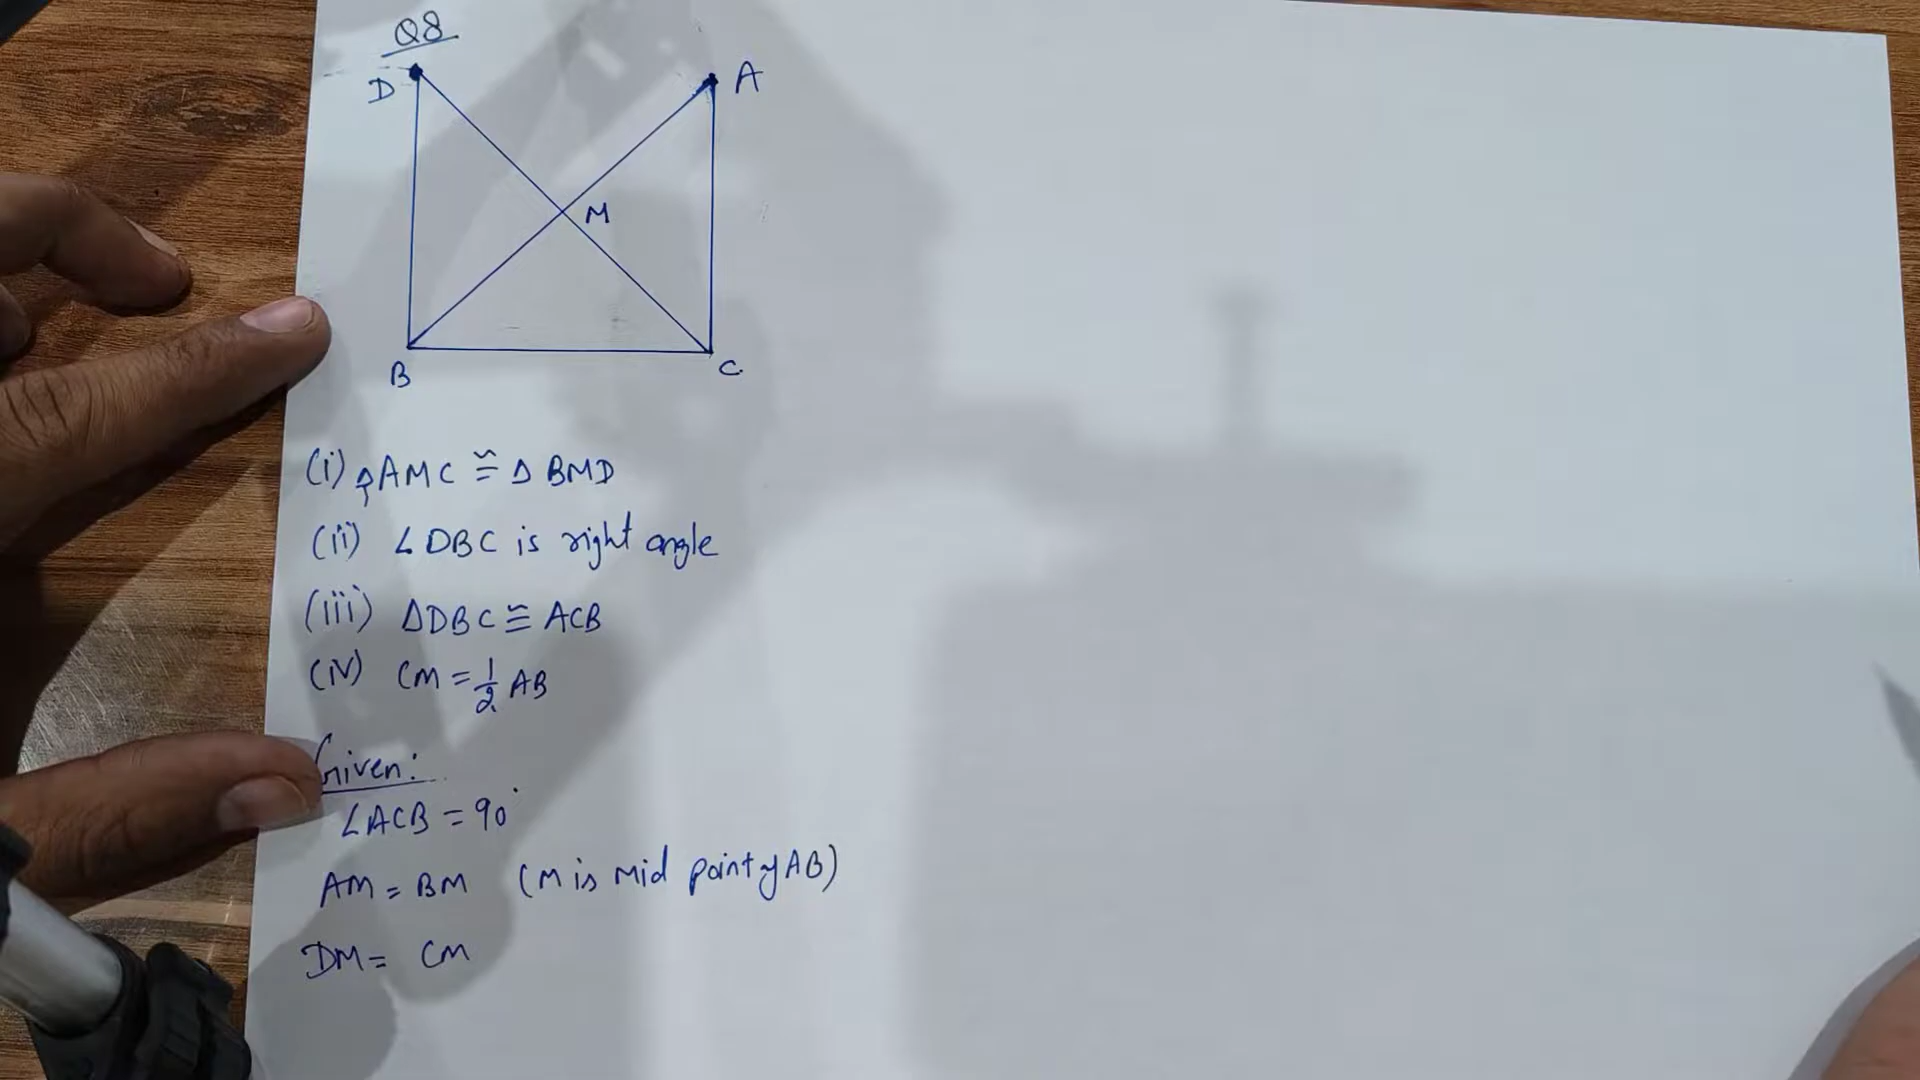 Q8
D
A
M
B
C
(i) ΔAMC ≅ Δ BMD
(ii) ∠DBC is right angle
(iii) ΔDBC ≅ ACB
(iv) CM = 1/2 AB
Given:
∠ACB = 90°
AM = BM (M is mid point of AB)
DM = CM